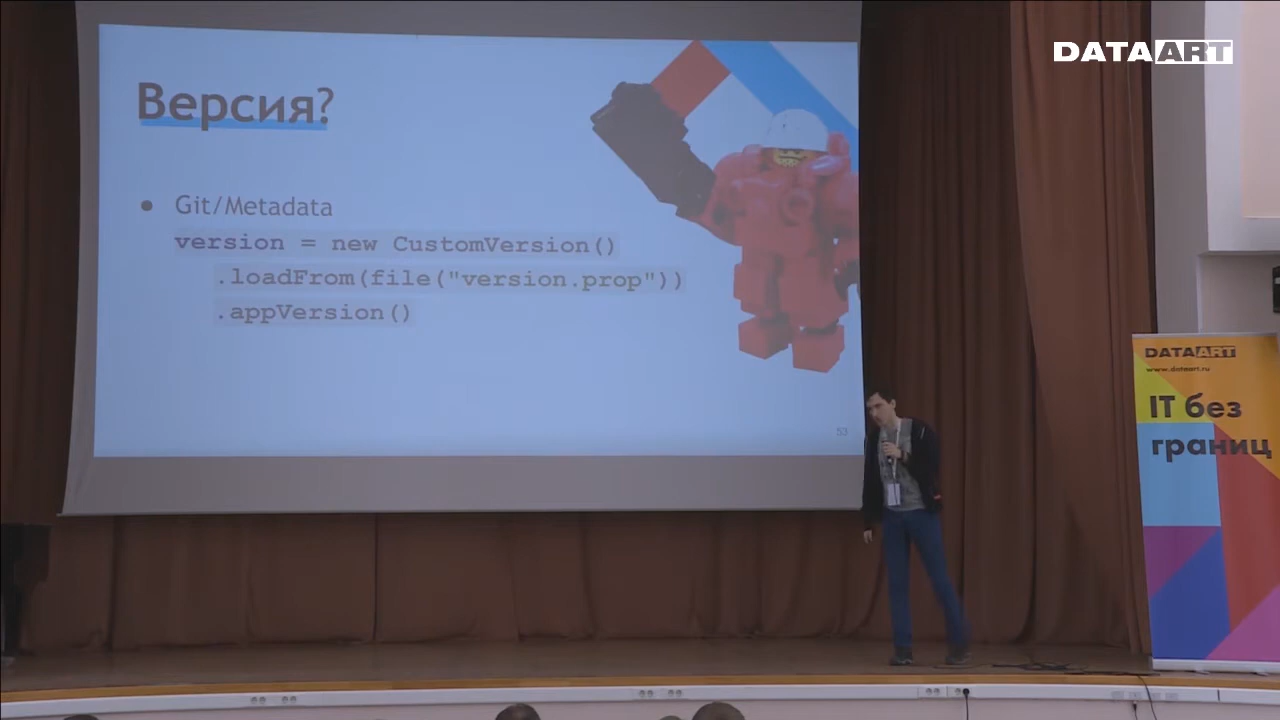 DATAART
Версия?
● Git/Metadata
version = new CustomVersion()
.loadFrom(file("version.prop"))
.appVersion()
53
DATAART
www.dataart.ru
IT без
границ